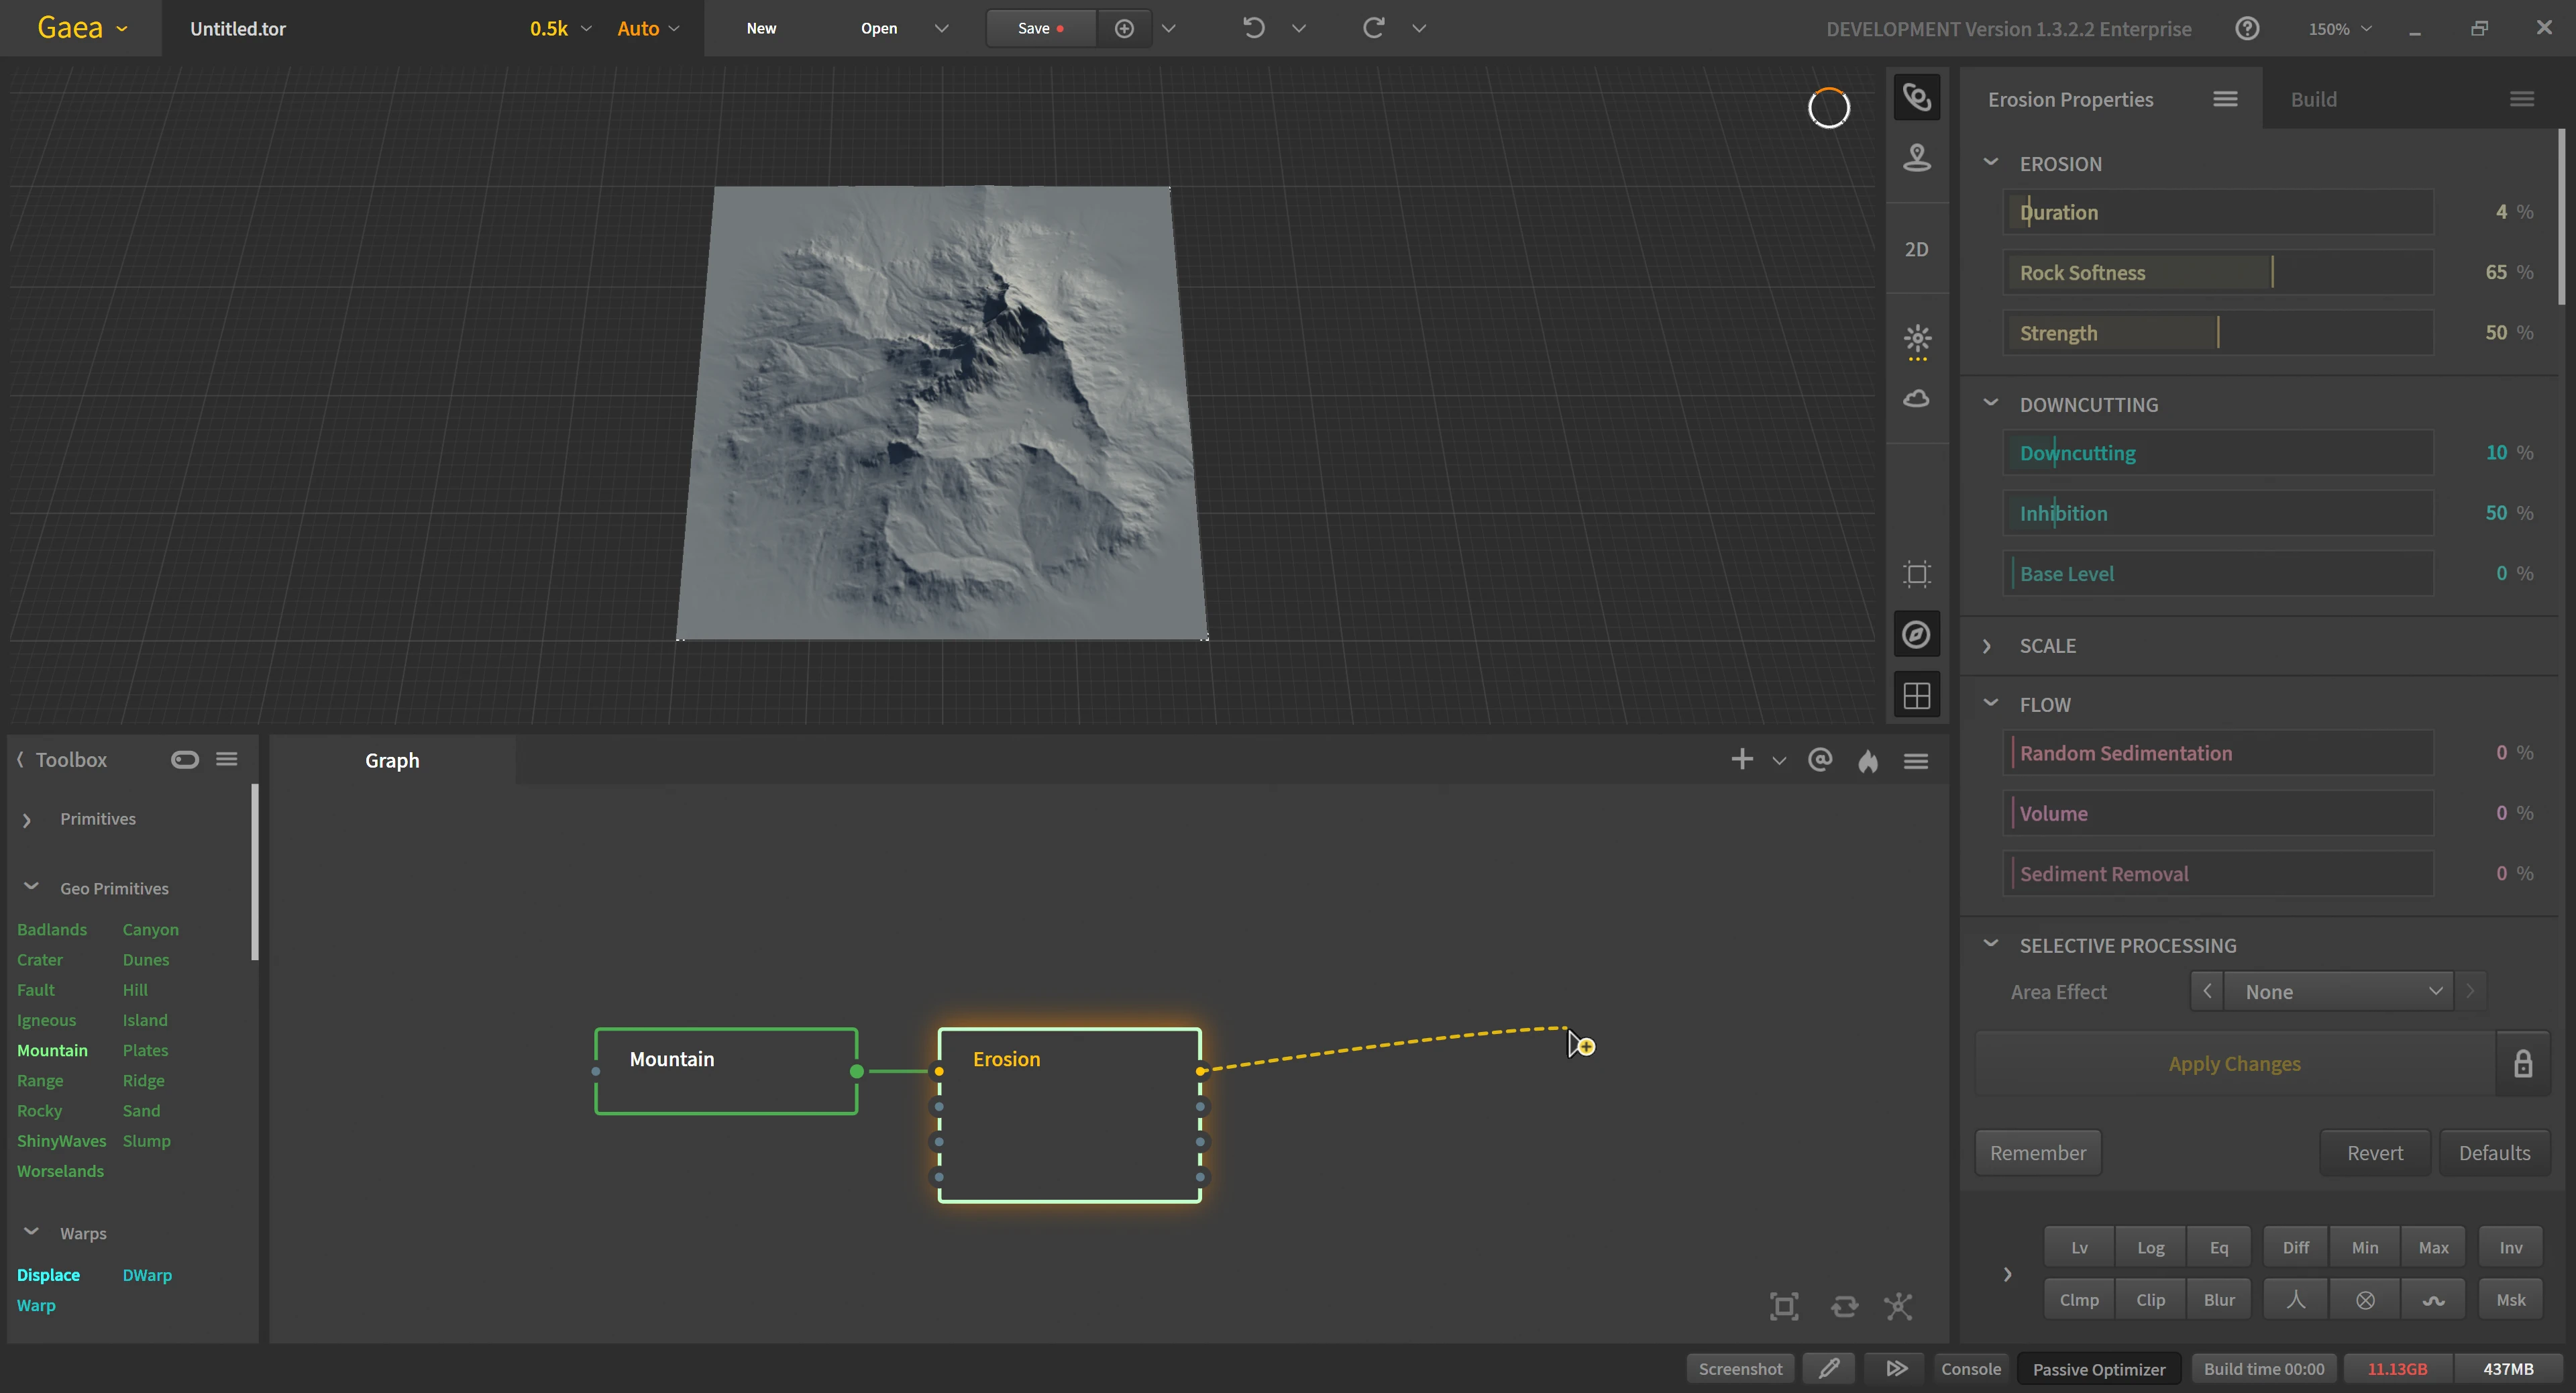 Gaea
Untitled.tor
0.5k
Auto
New
Open
Save
DEVELOPMENT Version 1.3.2.2 Enterprise
150%
2D
Erosion Properties
Build
EROSION
Duration 4 %
Rock Softness 65 %
Strength 50 %
DOWNCUTTING
Downcutting 10 %
Inhibition 50 %
Base Level 0 %
SCALE
FLOW
Random Sedimentation 0 %
Volume 0 %
Sediment Removal 0 %
SELECTIVE PROCESSING
Area Effect None
Apply Changes
Remember Revert Defaults
Lv Log Eq Diff Min Max Inv
Clmp Clip Blur 人 Msk
Toolbox
Primitives
Geo Primitives
Badlands Canyon
Crater Dunes
Fault Hill
Igneous Island
Mountain Plates
Range Ridge
Rocky Sand
ShinyWaves Slump
Worselands
Warps
Displace DWarp
Warp
Graph
Mountain
Erosion
Screenshot
Console
Passive Optimizer
Build time 00:00
11.13GB
437MB